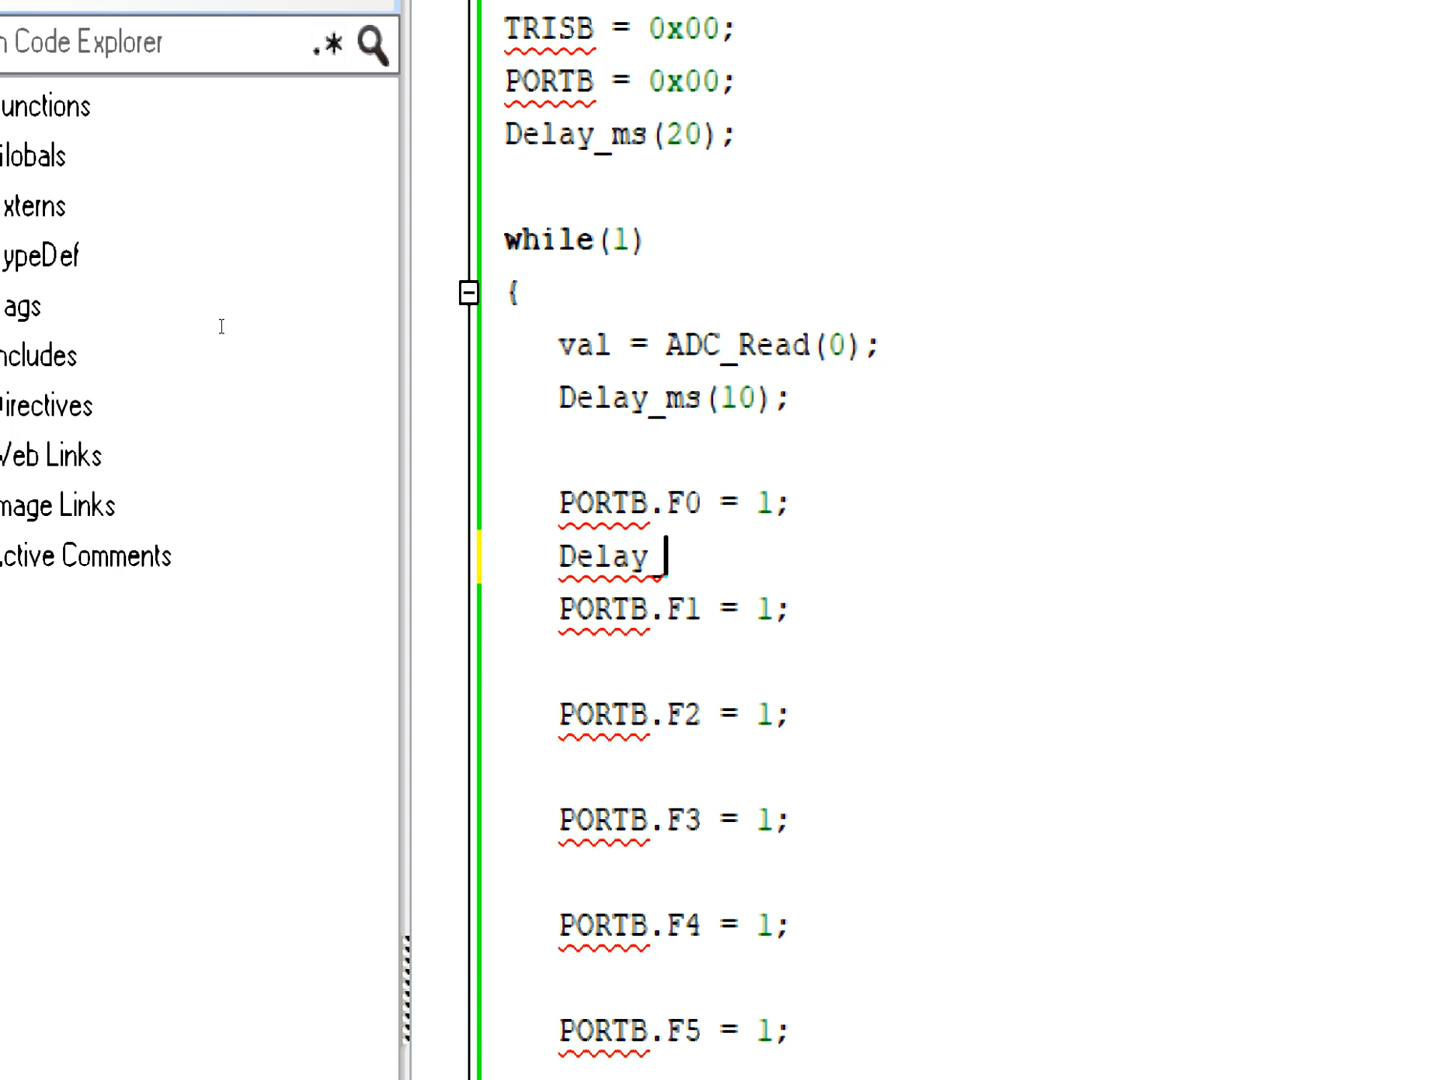 n Code Explorer
.*
unctions
ilobals
xterns
ypeDef
ags
ncludes
irectives
Veb Links
mage Links
ctive Comments
TRISB = 0x00;
PORTB = 0x00;
Delay_ms(20);
while(1)
{
val = ADC_Read(0);
Delay_ms(10);
PORTB.F0 = 1;
Delay_
PORTB.F1 = 1;
PORTB.F2 = 1;
PORTB.F3 = 1;
PORTB.F4 = 1;
PORTB.F5 = 1;